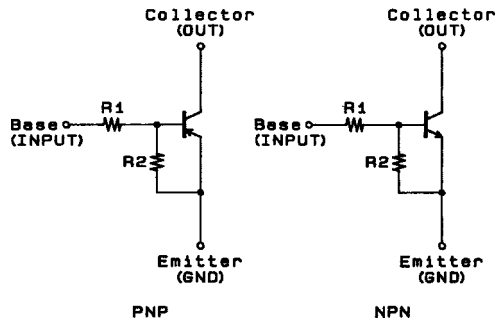 Collector
(OUT)
R1
Base
(INPUT)
R2
Emitter
(GND)
PNP
Collector
(OUT)
R1
Base
(INPUT)
R2
Emitter
(GND)
NPN